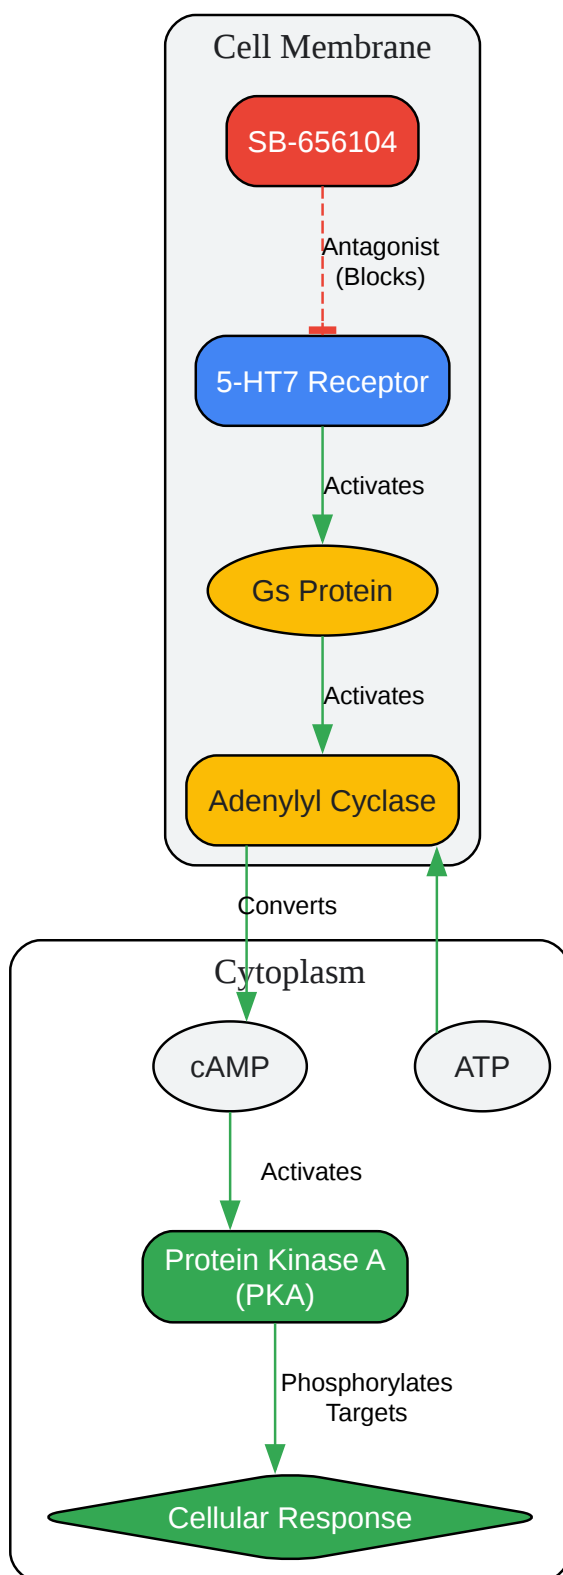 Cell Membrane
SB-656104
Antagonist
(Blocks)
5-HT7 Receptor
Activates
Gs Protein
Activates
Adenylyl Cyclase
Converts
Cytoplasm
cAMP
ATP
Activates
Protein Kinase A
(PKA)
Phosphorylates
Targets
Cellular Response